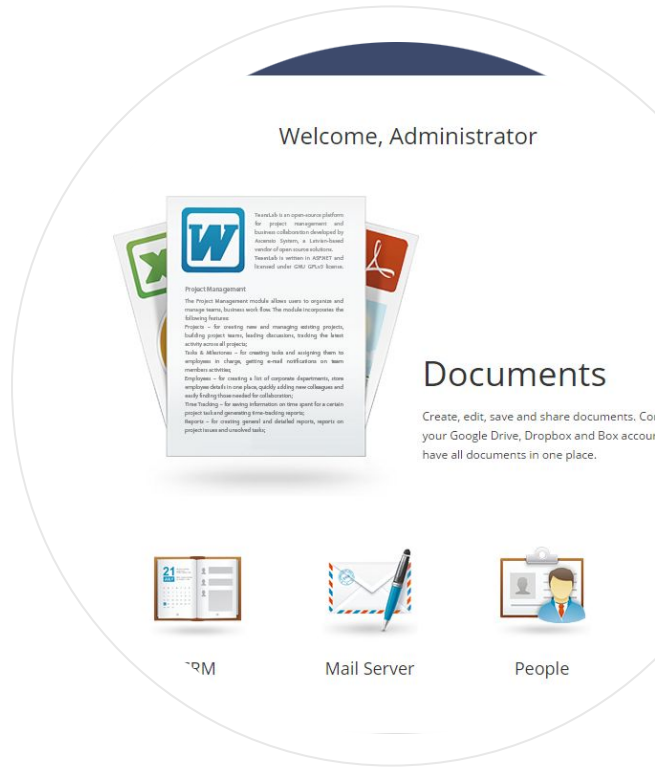 Welcome, Administrator
W
TeamLab is an open-source platform
for project management and
business collaboration developed by
Ascensio System, a Latvian-based
vendor of open source solutions.
TeamLab is written in ASP.NET and
licensed under GNU GPLv3 license.
Project Management
The Project Management module allows users to organize and
manage teams, business work flow. The module incorporates the
following features:
Projects – for creating new and managing existing projects,
building project teams, leading discussions, tracking the latest
activity across all projects;
Tasks & Milestones – for creating tasks and assigning them to
employees in charge, getting e-mail notifications on team
members activities;
Employees – for creating a list of corporate departments, store
employee details in one place, quickly adding new colleagues and
easily finding those needed for collaboration;
Time Tracking – for saving information on time spent for a certain
project task and generating time-tracking reports;
Reports – for creating general and detailed reports, reports on
project issues and unsolved tasks;
Documents
Create, edit, save and share documents. Co
your Google Drive, Dropbox and Box accou
have all documents in one place.
21
RM
Mail Server
People